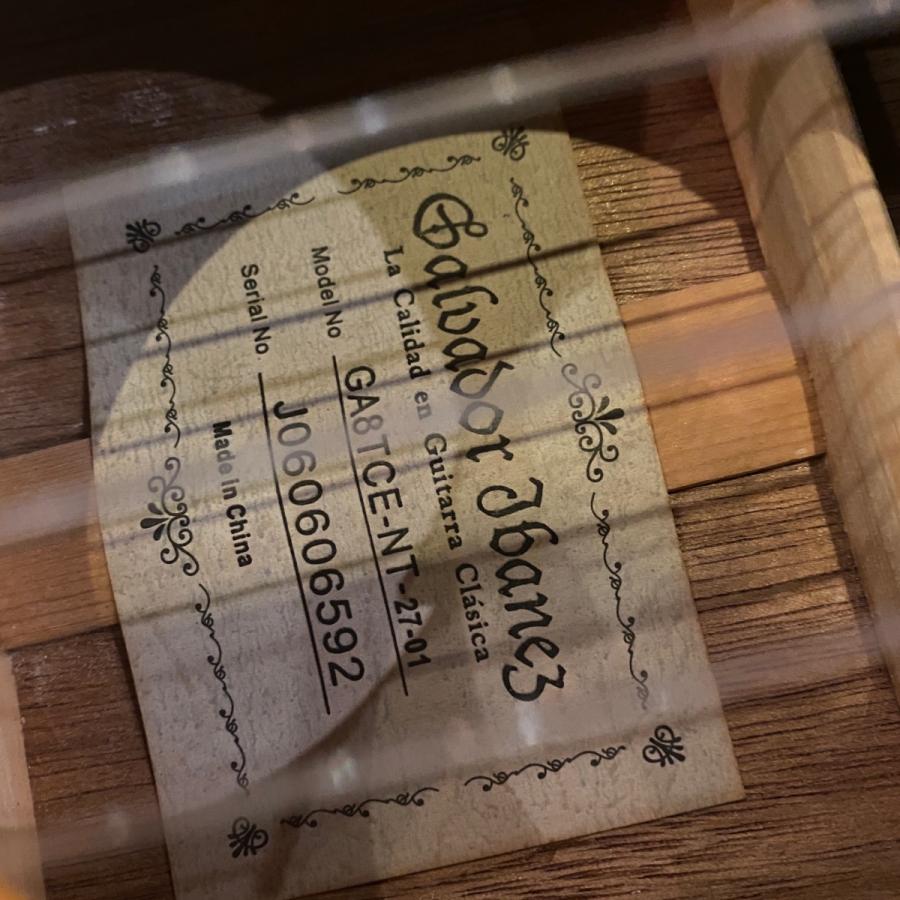 Salvador Ibanez
La Calidad en Guitarra Clásica
Model No GA8TCE-NT-27-01
Serial No. J060606592
Made in China